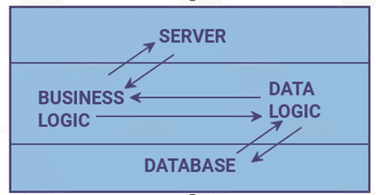 SERVER
BUSINESS
LOGIC
DATA
LOGIC
DATABASE